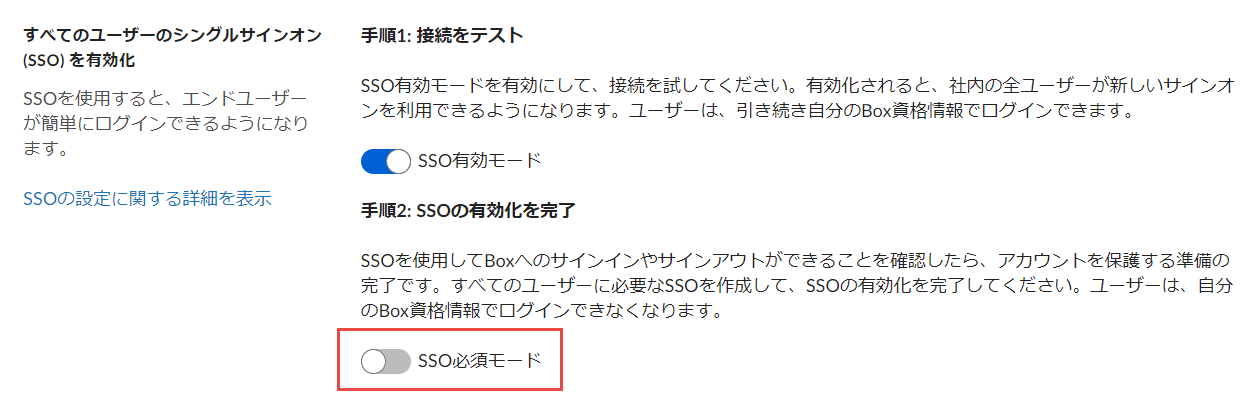 すべてのユーザーのシングルサインオン
(SSO) を有効化
SSOを使用すると、エンドユーザー
が簡単にログインできるようになり
ます。
SSOの設定に関する詳細を表示
手順1: 接続をテスト
SSO有効モードを有効にして、接続を試してください。有効化されると、社内の全ユーザーが新しいサインオ
ンを利用できるようになります。ユーザーは、引き続き自分のBox資格情報でログインできます。
SSO有効モード
手順2: SSOの有効化を完了
SSOを使用してBoxへのサインインやサインアウトができることを確認したら、アカウントを保護する準備の
完了です。すべてのユーザーに必要なSSOを作成して、SSOの有効化を完了してください。ユーザーは、自分
のBox資格情報でログインできなくなります。
SSO必須モード